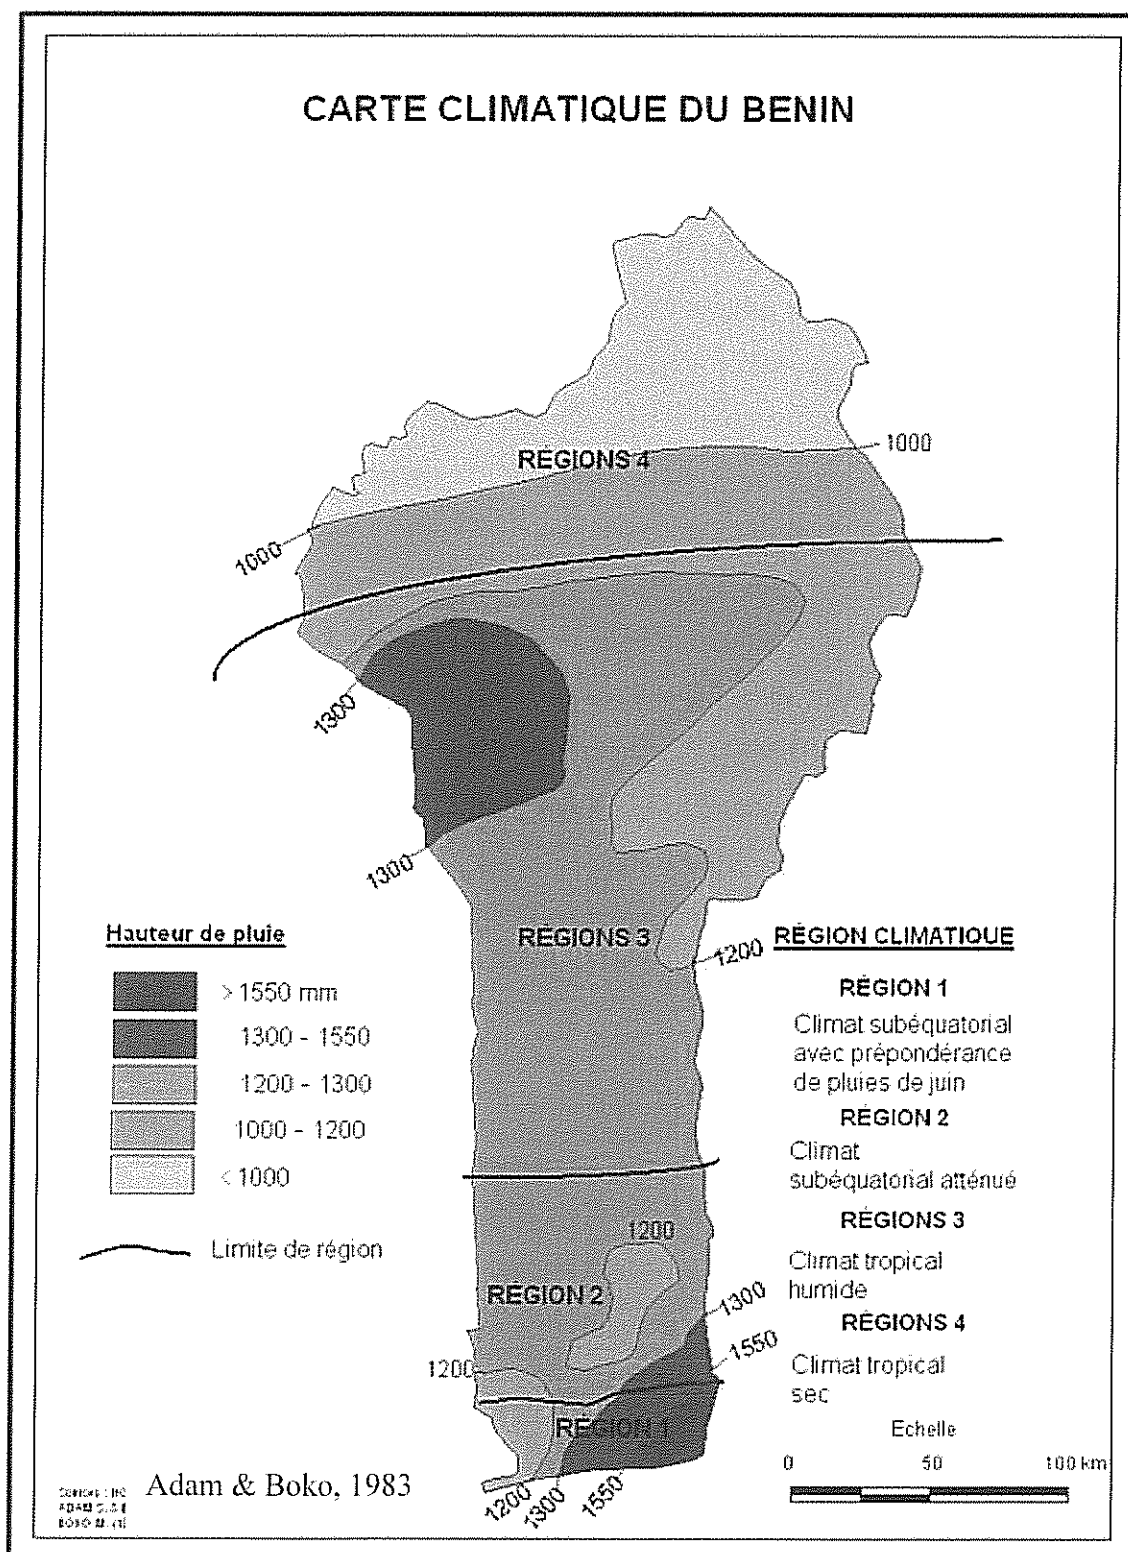 CARTE CLIMATIQUE DU BENIN
RÉGIONS 4
1000
1000
1300
1300
RÉGIONS 3
1200
Hauteur de pluie
> 1550 mm
1300 - 1550
1200 - 1300
1000 - 1200
< 1000
Limite de région
RÉGION CLIMATIQUE
RÉGION 1
Climat subéquatorial
avec prépondérance
de pluies de juin
RÉGION 2
Climat
subéquatorial atténué
RÉGIONS 3
Climat tropical
humide
RÉGIONS 4
Climat tropical
sec
1200
RÉGION 2
1300
1550
1200
RÉGION 1
1200
1300
1550
Echelle
0 50 100 km
Adam & Boko, 1983
ADAM
BOKO M.